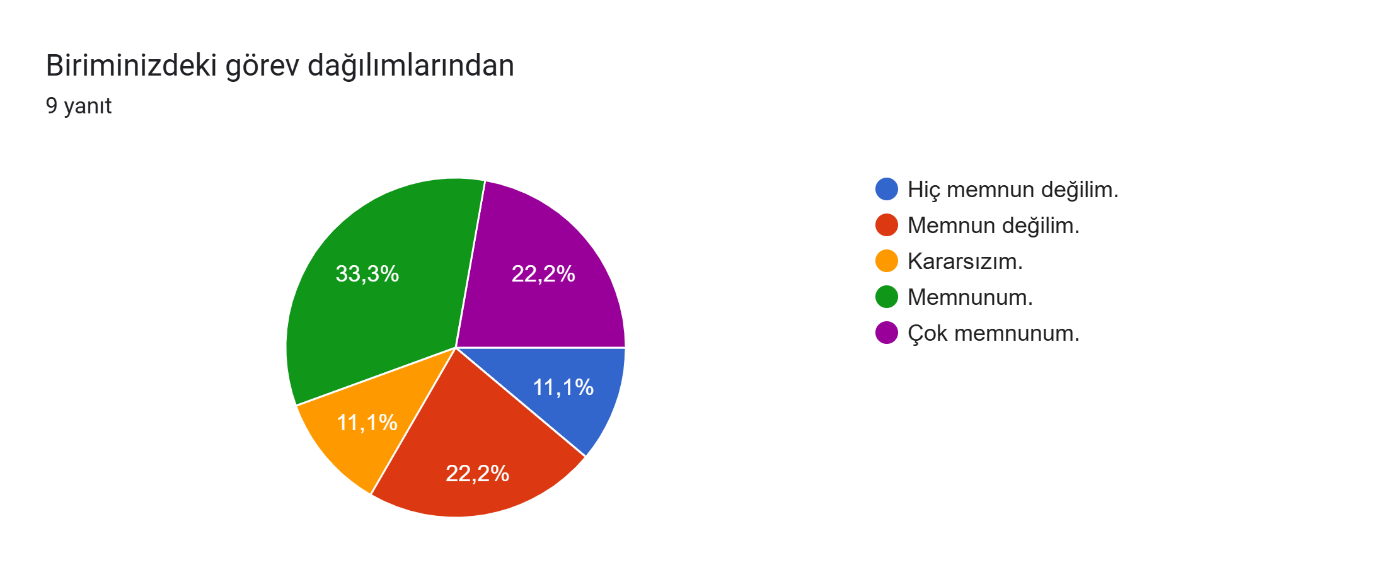 Biriminizdeki görev dağılımlarından
9 yanıt
Hiç memnun değilim.
Memnun değilim.
Kararsızım.
Memnunum.
Çok memnunum.
33,3%
22,2%
11,1%
11,1%
22,2%